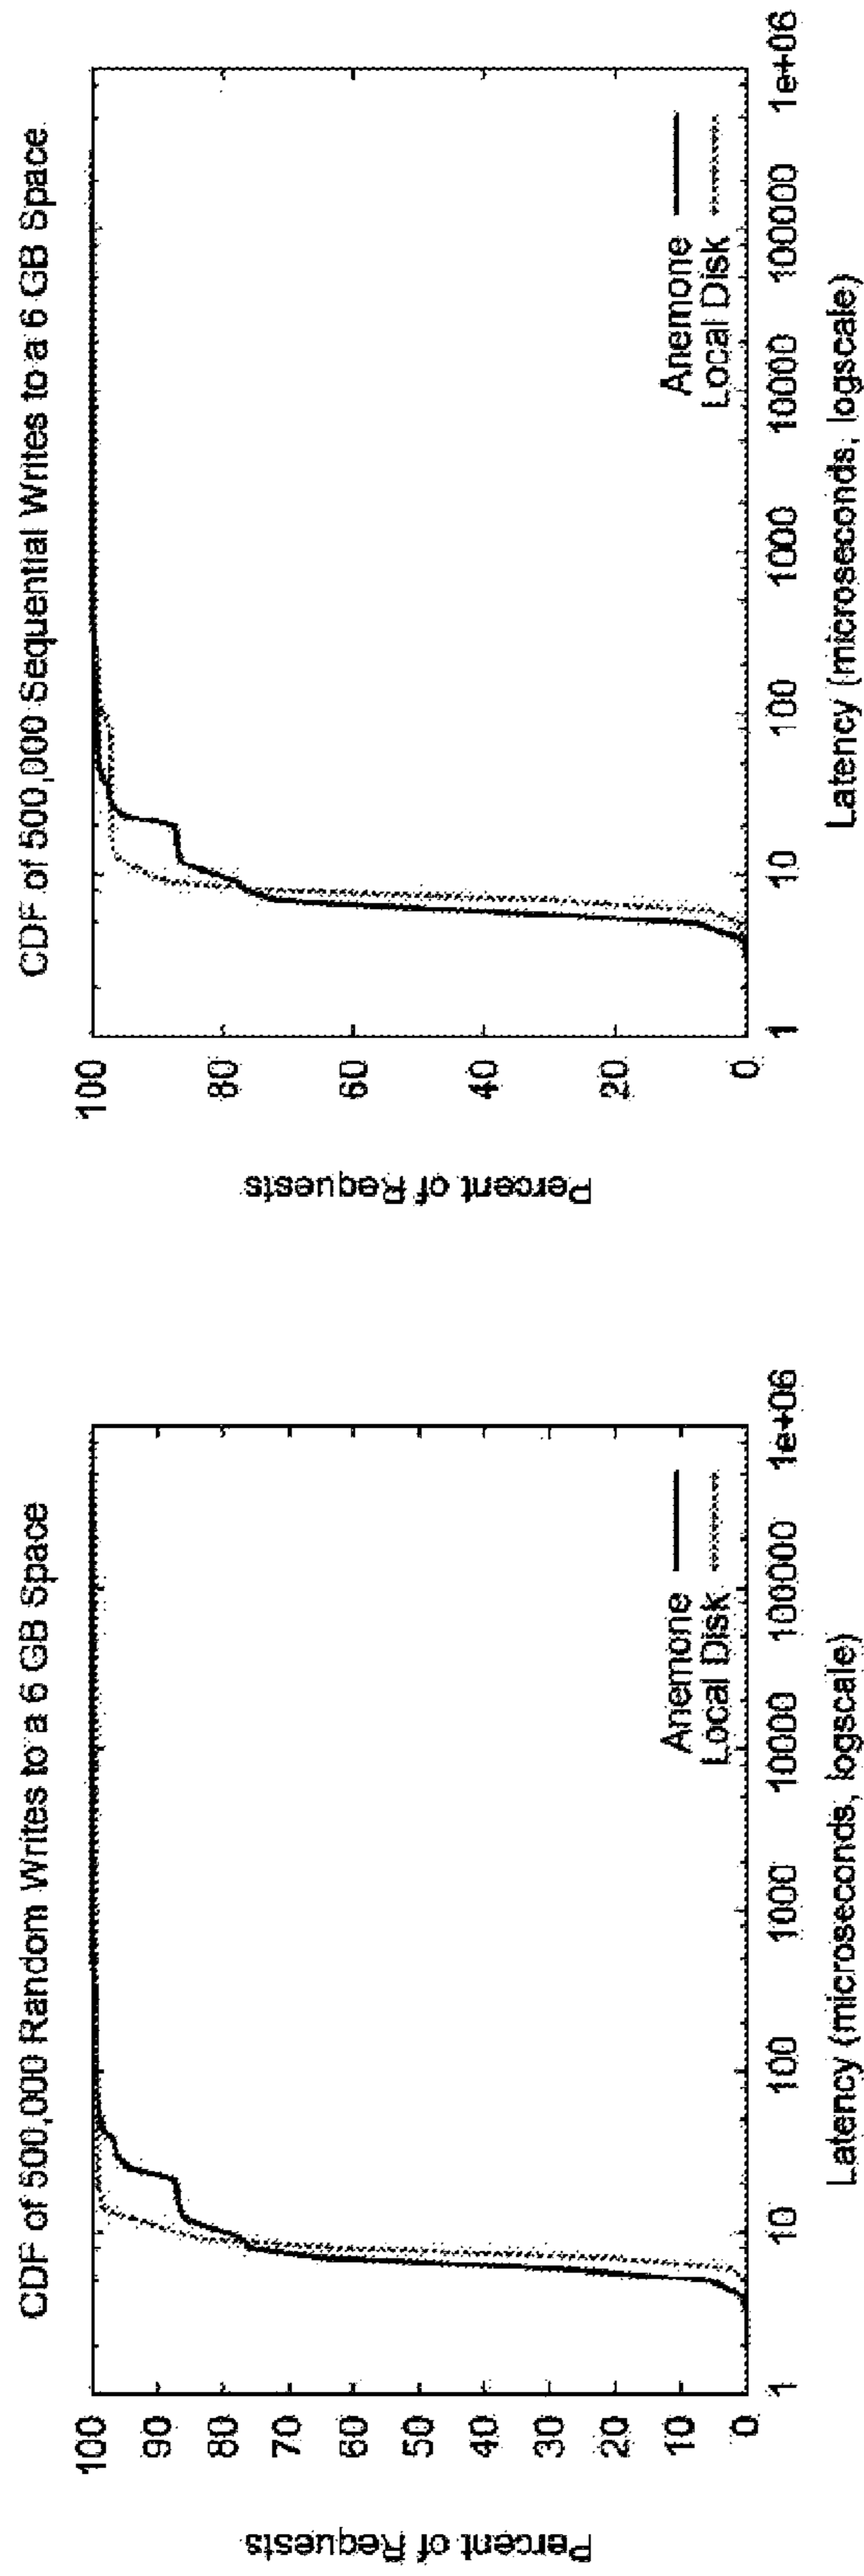 CDF of 500,000 Random Writes to a 6 GB Space
Percent of Requests
100
90
80
70
60
50
40
30
20
10
0
1
10
100
1000
10000
100000
1e+06
Latency (microseconds, logscale)
Anemone
Local Disk
CDF of 500,000 Sequential Writes to a 6 GB Space
Percent of Requests
100
80
60
40
20
0
1
10
100
1000
10000
100000
1e+06
Latency (microseconds, logscale)
Anemone
Local Disk